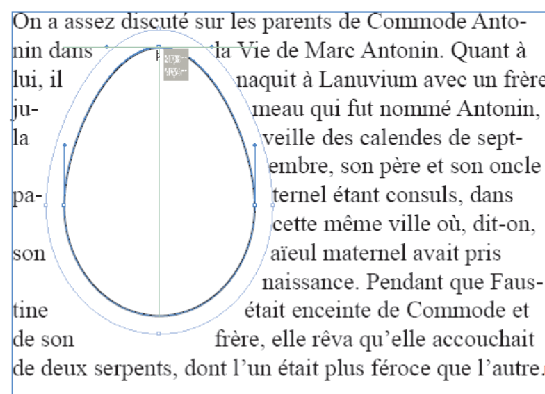 On a assez discuté sur les parents de Commode Anto-
nin dans la Vie de Marc Antonin. Quant à
lui, il naquit à Lanuvium avec un frère
ju- meau qui fut nommé Antonin,
la veille des calendes de sept-
embre, son père et son oncle
pa- ternel étant consuls, dans
cette même ville où, dit-on,
son aïeul maternel avait pris
naissance. Pendant que Faus-
tine était enceinte de Commode et
de son frère, elle rêva qu’elle accouchait
de deux serpents, dont l’un était plus féroce que l’autre.